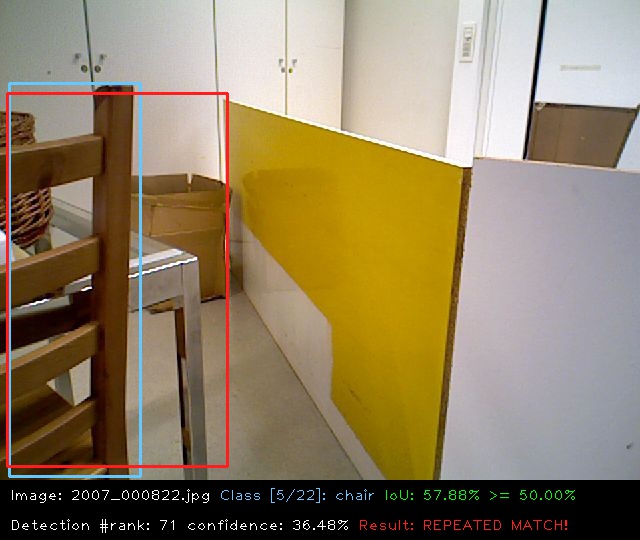 Image: 2007_000822.jpg Class [5/22]: chair IoU: 57.88% >= 50.00%
Detection #rank: 71 confidence: 36.48% Result: REPEATED MATCH!